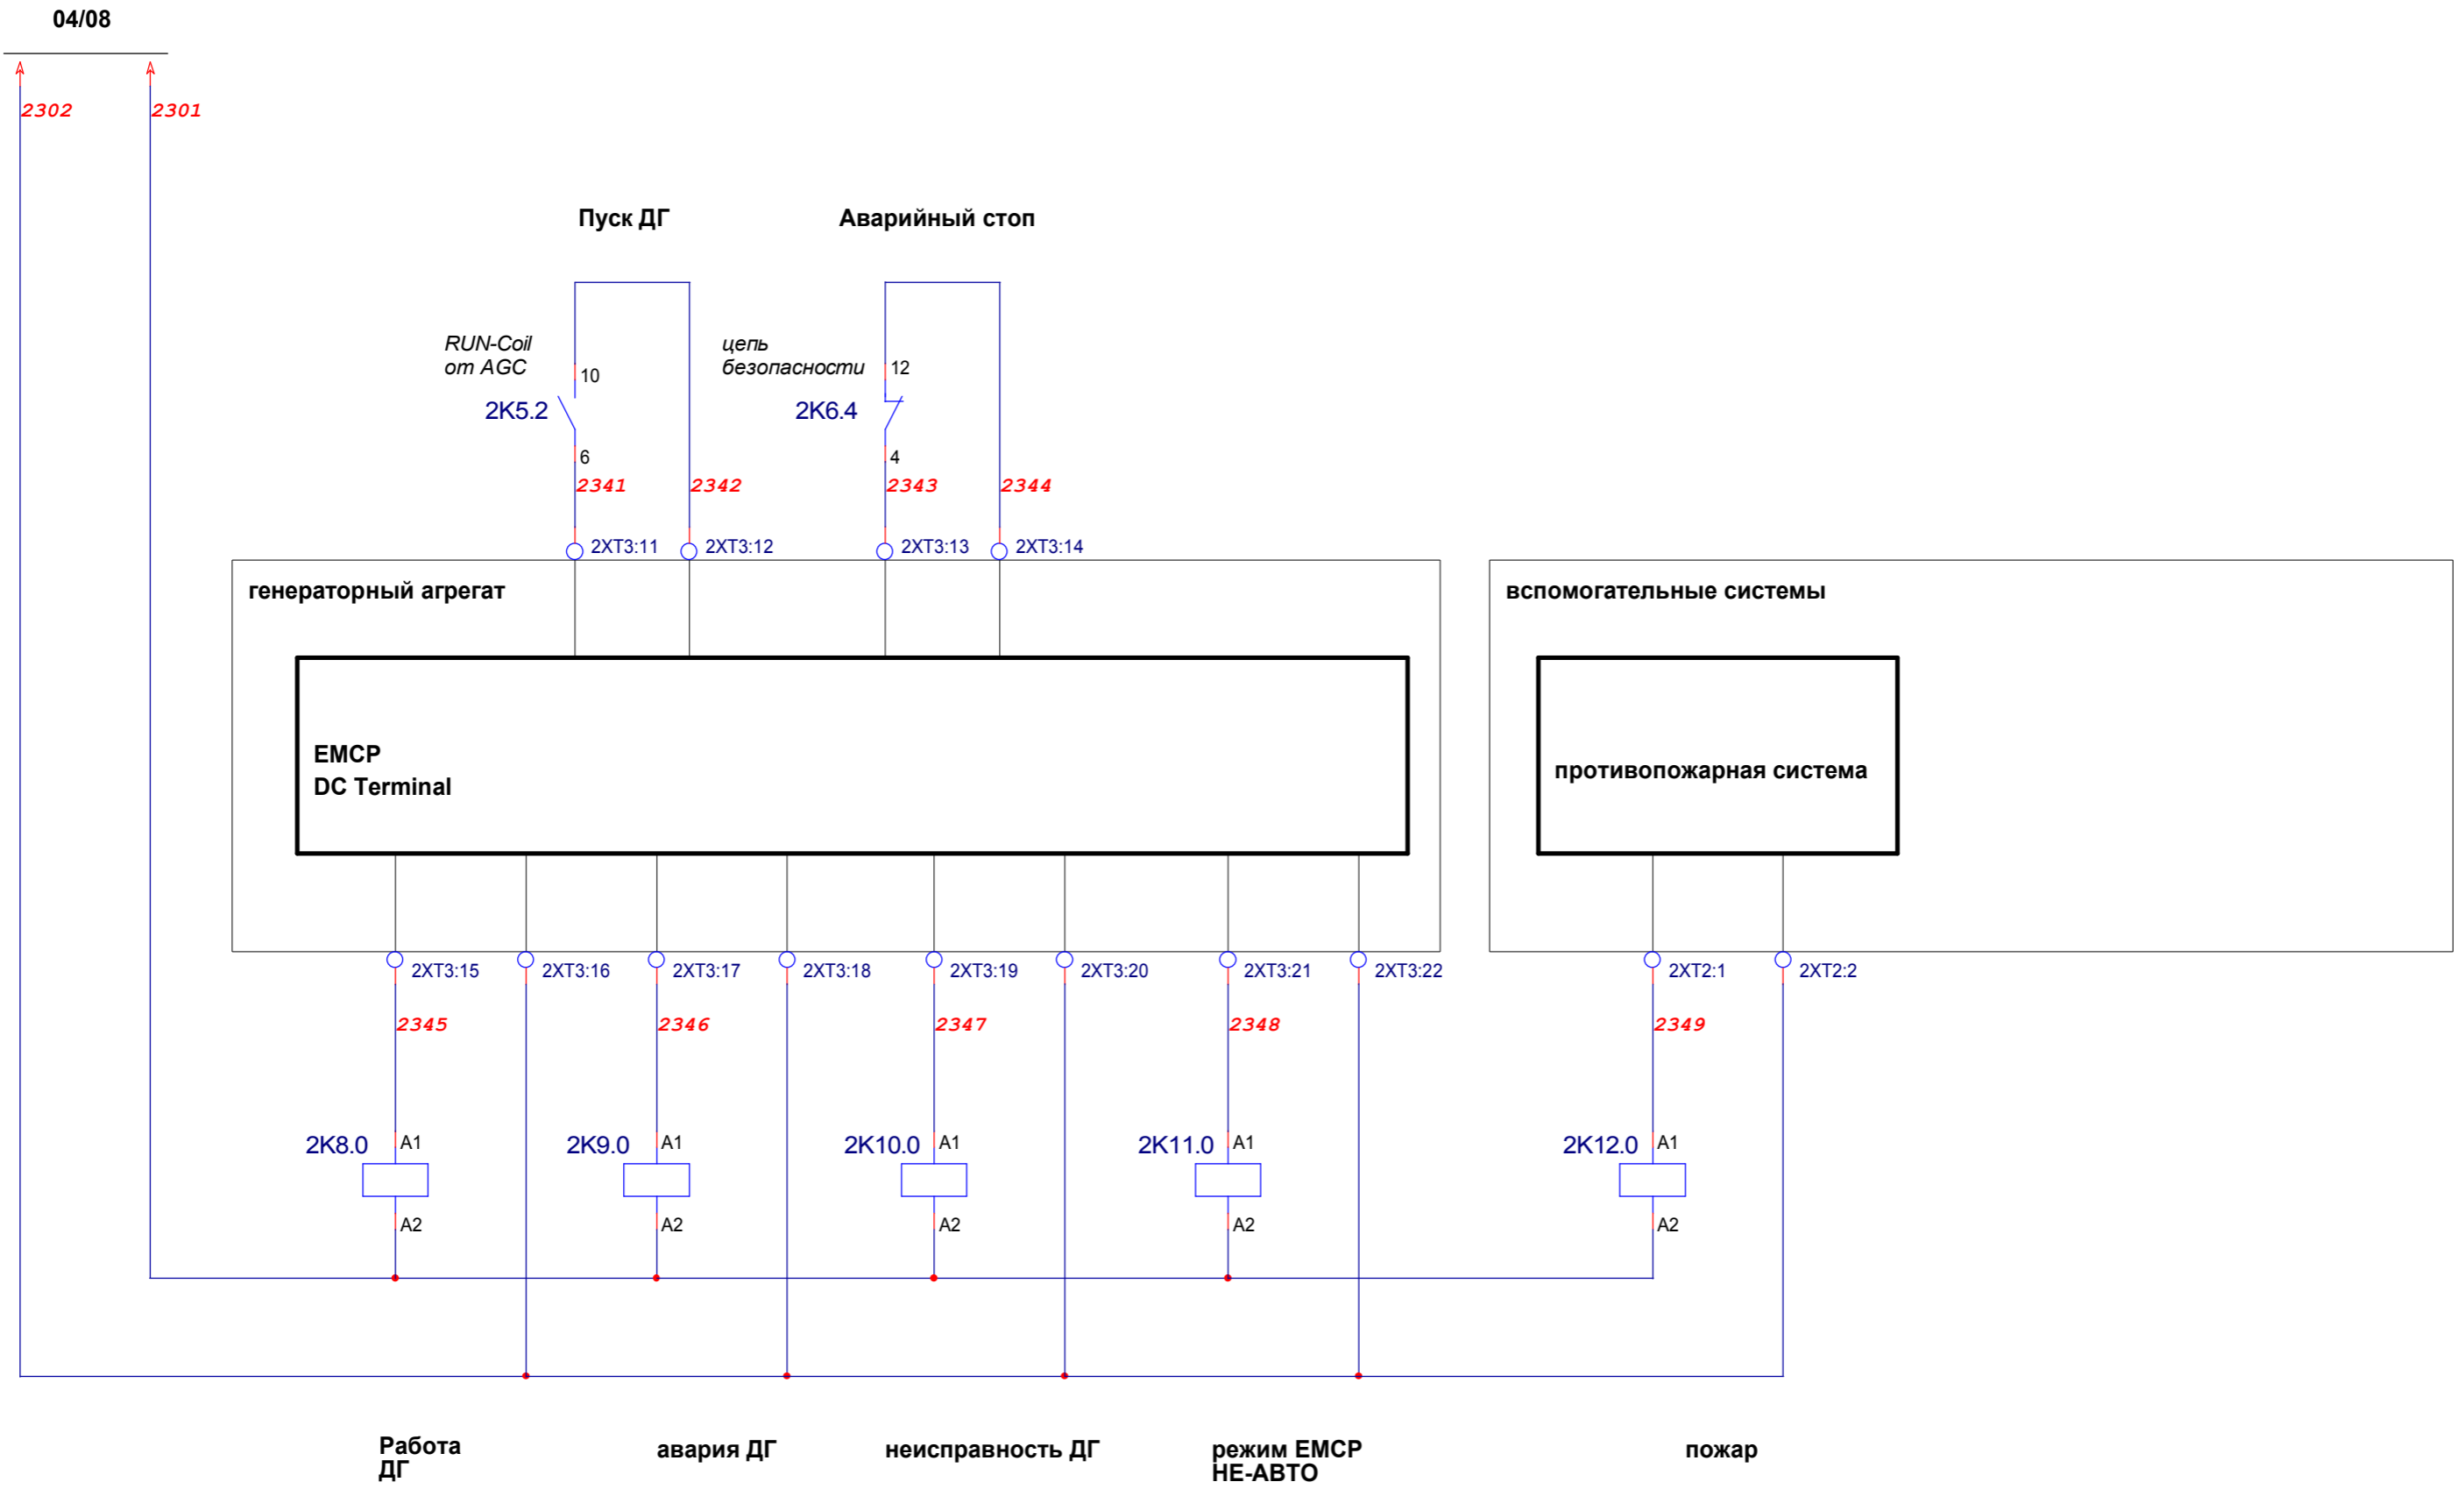 04/08
2302
2301
Пуск ДГ
Аварийный стоп
RUN-Coil
от AGC
10
2K5.2
6
2341
2342
цепь
безопасности
12
2K6.4
4
2343
2344
2XT3:11
2XT3:12
2XT3:13
2XT3:14
генераторный агрегат
вспомогательные системы
EMCP
DC Terminal
противопожарная система
2XT3:15
2XT3:16
2XT3:17
2XT3:18
2XT3:19
2XT3:20
2XT3:21
2XT3:22
2XT2:1
2XT2:2
2345
2346
2347
2348
2349
2K8.0
A1
2K9.0
A1
2K10.0
A1
2K11.0
A1
2K12.0
A1
A2
A2
A2
A2
A2
Работа
ДГ
авария ДГ
неисправность ДГ
режим EMCP
НЕ-АВТО
пожар